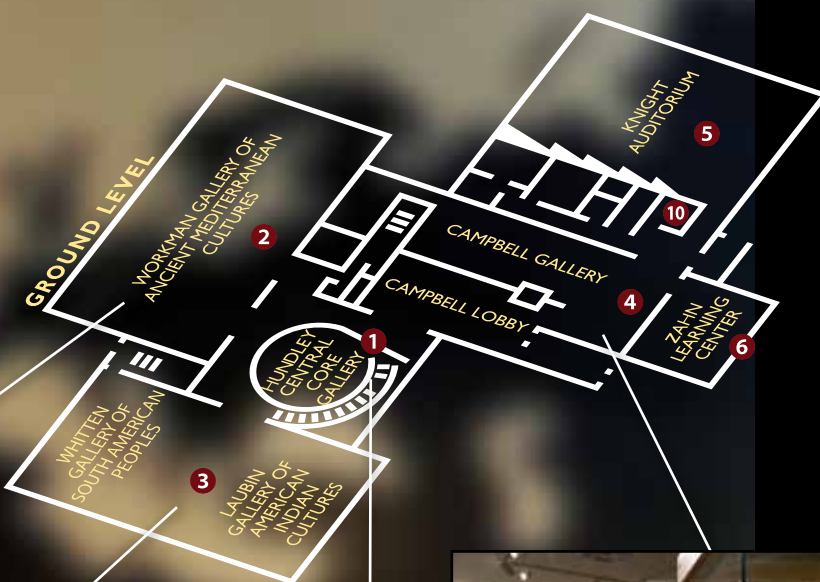 GROUND LEVEL
WORKMAN GALLERY OF
ANCIENT MEDITERRANEAN
CULTURES
2
KNIGHT
AUDITORIUM
5
10
CAMPBELL GALLERY
CAMPBELL LOBBY
4
ZAHN
LEARNING
CENTER
6
HUNDLEY
CENTRAL
CORE
GALLERY
1
WHITTEN
GALLERY OF
SOUTH AMERICAN
PEOPLES
3
LAUBIN
GALLERY OF
AMERICAN
INDIAN
CULTURES